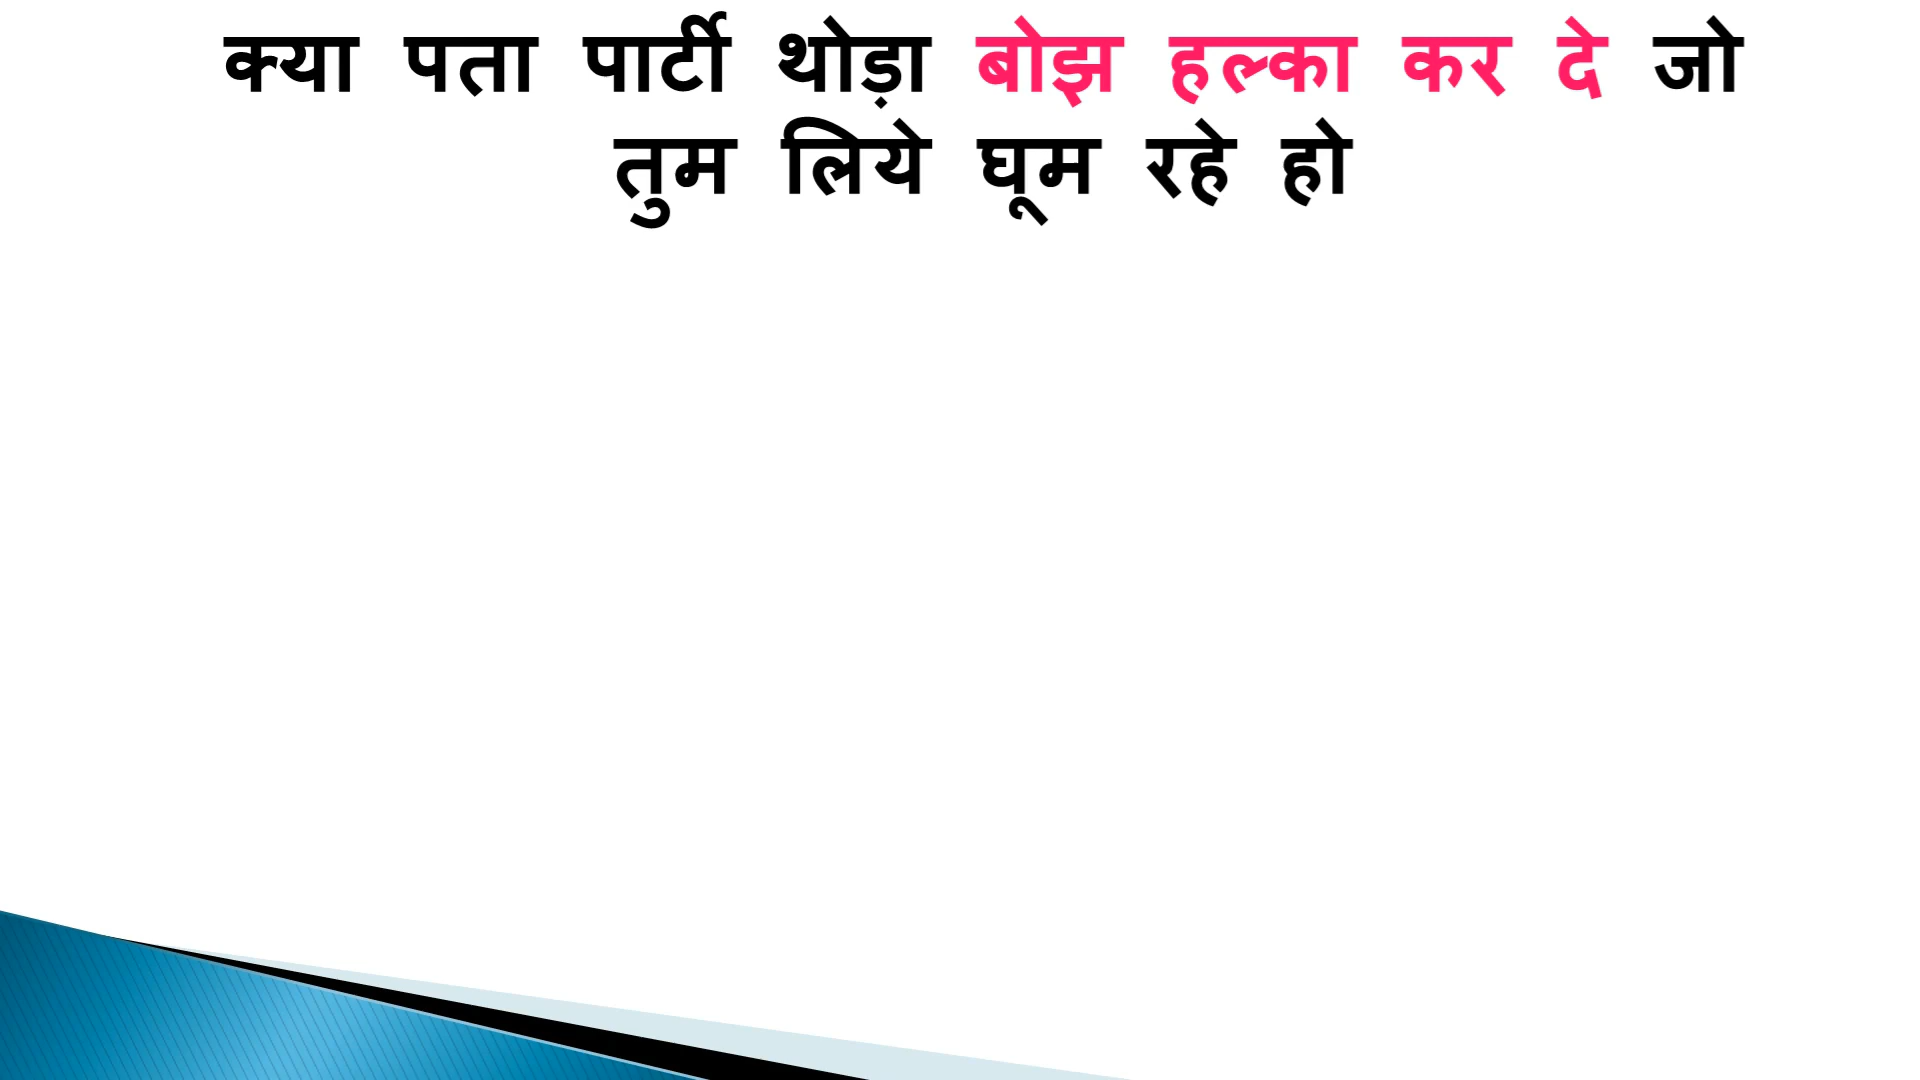 क्या पता पार्टी थोड़ा बोझ हल्का कर दे जो
तुम लिये घूम रहे हो